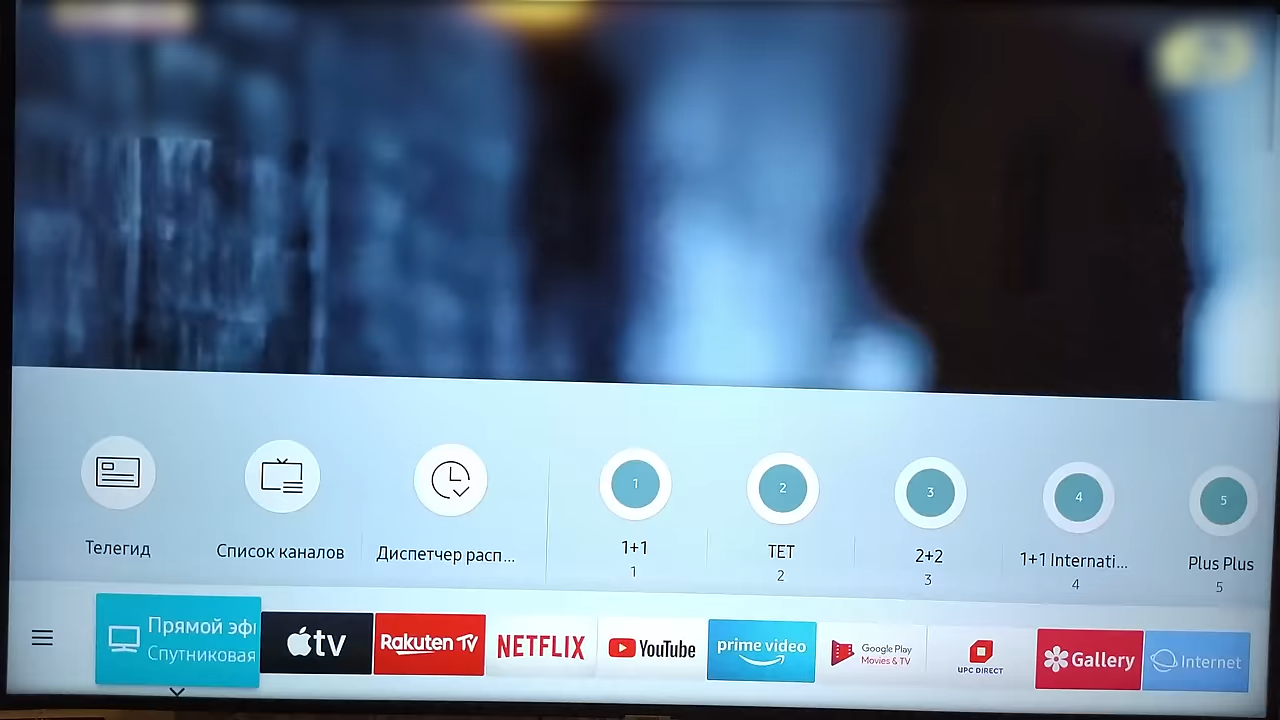 1
2
3
4
5
Телегид
Список каналов
Диспетчер расп...
1+1
ТЕТ
2+2
1+1 Internati...
Plus Plus
1
2
3
4
5
Прямой эфи
Спутниковая
tv
Rakuten TV
NETFLIX
YouTube
prime video
Google Play
Movies & TV
UPC DIRECT
Gallery
Internet